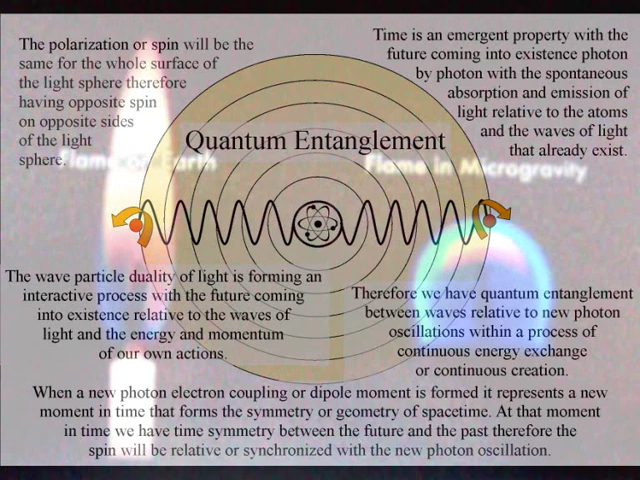 The polarization or spin will be the
same for the whole surface of
the light sphere therefore
having opposite spin
on opposite sides
of the light
sphere.
Time is an emergent property with the
future coming into existence photon
by photon with the spontaneous
absorption and emission of
light relative to the atoms
and the waves of light
that already exist.
Quantum Entanglement
Flame on Earth
Flame in Microgravity
The wave particle duality of light is forming an
interactive process with the future coming
into existence relative to the waves of
light and the energy and momentum
of our own actions.
Therefore we have quantum entanglement
between waves relative to new photon
oscillations within a process of
continuous energy exchange
or continuous creation.
When a new photon electron coupling or dipole moment is formed it represents a new
moment in time that forms the symmetry or geometry of spacetime. At that moment
in time we have time symmetry between the future and the past therefore the
spin will be relative or synchronized with the new photon oscillation.